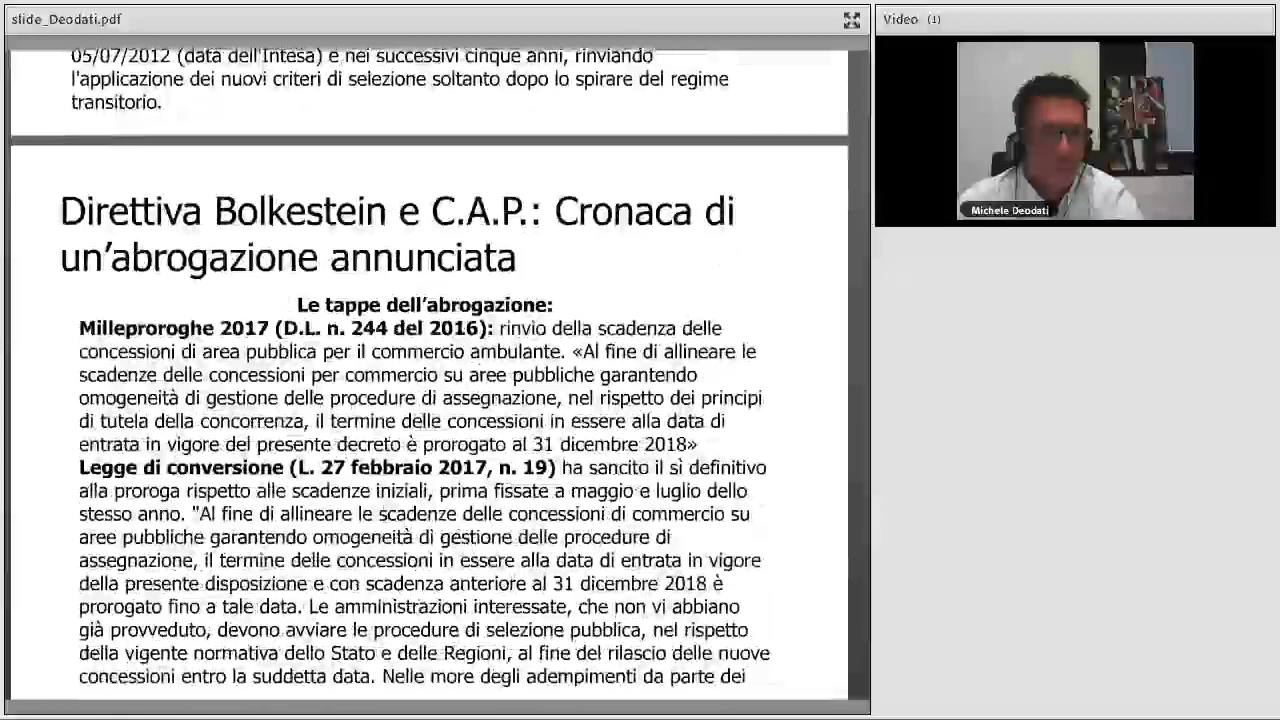 slide_Deodati.pdf
Video (1)
05/07/2012 (data dell'Intesa) e nei successivi cinque anni, rinviando
l'applicazione dei nuovi criteri di selezione soltanto dopo lo spirare del regime
transitorio.
Michele Deodati
Direttiva Bolkestein e C.A.P.: Cronaca di
un’abrogazione annunciata
Le tappe dell’abrogazione:
Milleproroghe 2017 (D.L. n. 244 del 2016): rinvio della scadenza delle
concessioni di area pubblica per il commercio ambulante. «Al fine di allineare le
scadenze delle concessioni per commercio su aree pubbliche garantendo
omogeneità di gestione delle procedure di assegnazione, nel rispetto dei principi
di tutela della concorrenza, il termine delle concessioni in essere alla data di
entrata in vigore del presente decreto è prorogato al 31 dicembre 2018»
Legge di conversione (L. 27 febbraio 2017, n. 19) ha sancito il sì definitivo
alla proroga rispetto alle scadenze iniziali, prima fissate a maggio e luglio dello
stesso anno. "Al fine di allineare le scadenze delle concessioni di commercio su
aree pubbliche garantendo omogeneità di gestione delle procedure di
assegnazione, il termine delle concessioni in essere alla data di entrata in vigore
della presente disposizione e con scadenza anteriore al 31 dicembre 2018 è
prorogato fino a tale data. Le amministrazioni interessate, che non vi abbiano
già provveduto, devono avviare le procedure di selezione pubblica, nel rispetto
della vigente normativa dello Stato e delle Regioni, al fine del rilascio delle nuove
concessioni entro la suddetta data. Nelle more degli adempimenti da parte dei